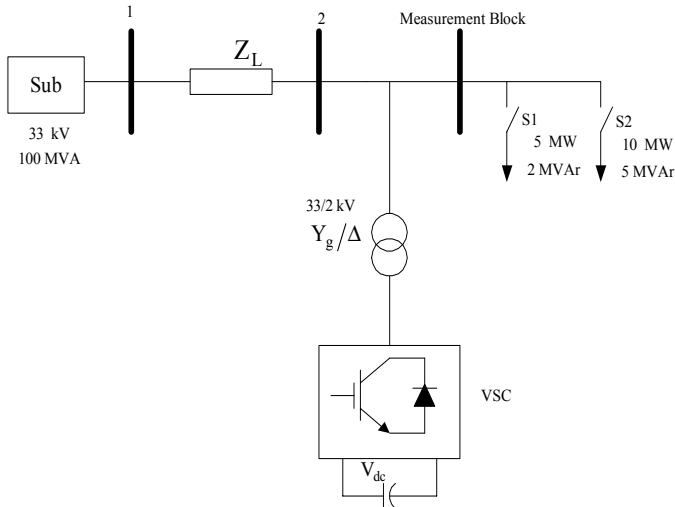 1
2
Measurement Block
Z_L
Sub
33 kV
100 MVA
S1
5 MW
2 MVAr
S2
10 MW
5 MVAr
33/2 kV
Y_g/Δ
VSC
V_dc